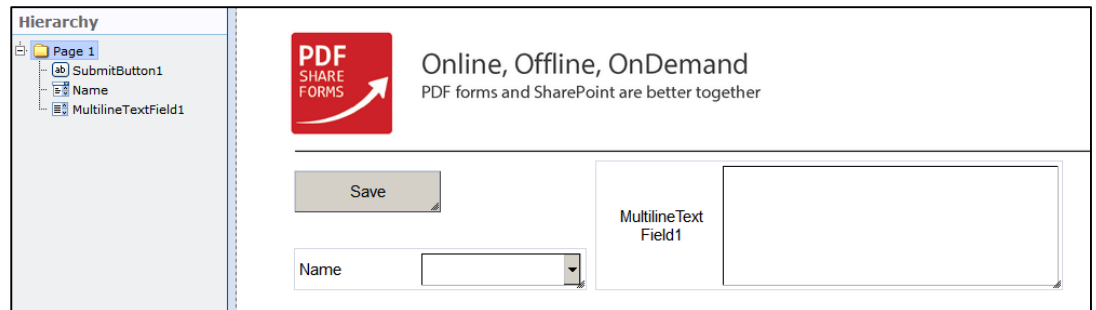 Hierarchy
Page 1
ab SubmitButton1
Name
MultilineTextField1
PDF
SHARE
FORMS
Online, Offline, OnDemand
PDF forms and SharePoint are better together
Save
MultilineText
Field1
Name